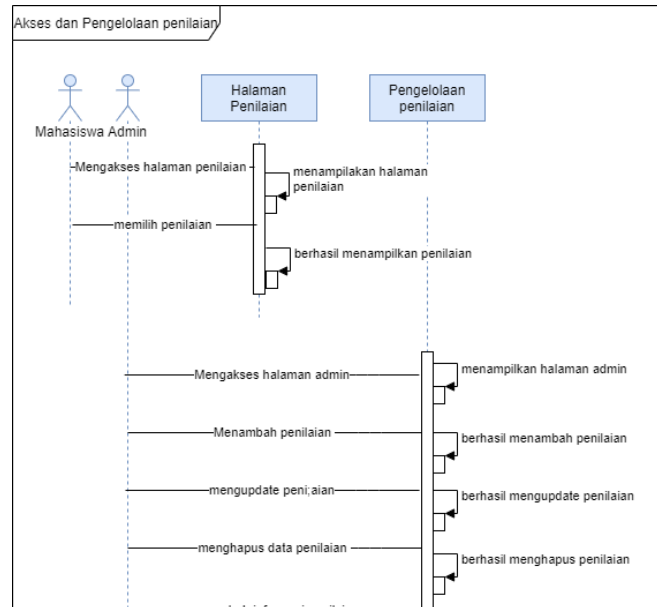 Akses dan Pengelolaan penilaian
Halaman
Penilaian
Pengelolaan
penilaian
Mahasiswa Admin
Mengakses halaman penilaian
menampilakan halaman
penilaian
memilih penilaian
berhasil menampilkan penilaian
menampilkan halaman admin
Mengakses halaman admin
Menambah penilaian
berhasil menambah penilaian
mengupdate peni;aian
berhasil mengupdate penilaian
menghapus data penilaian
berhasil menghapus penilaian